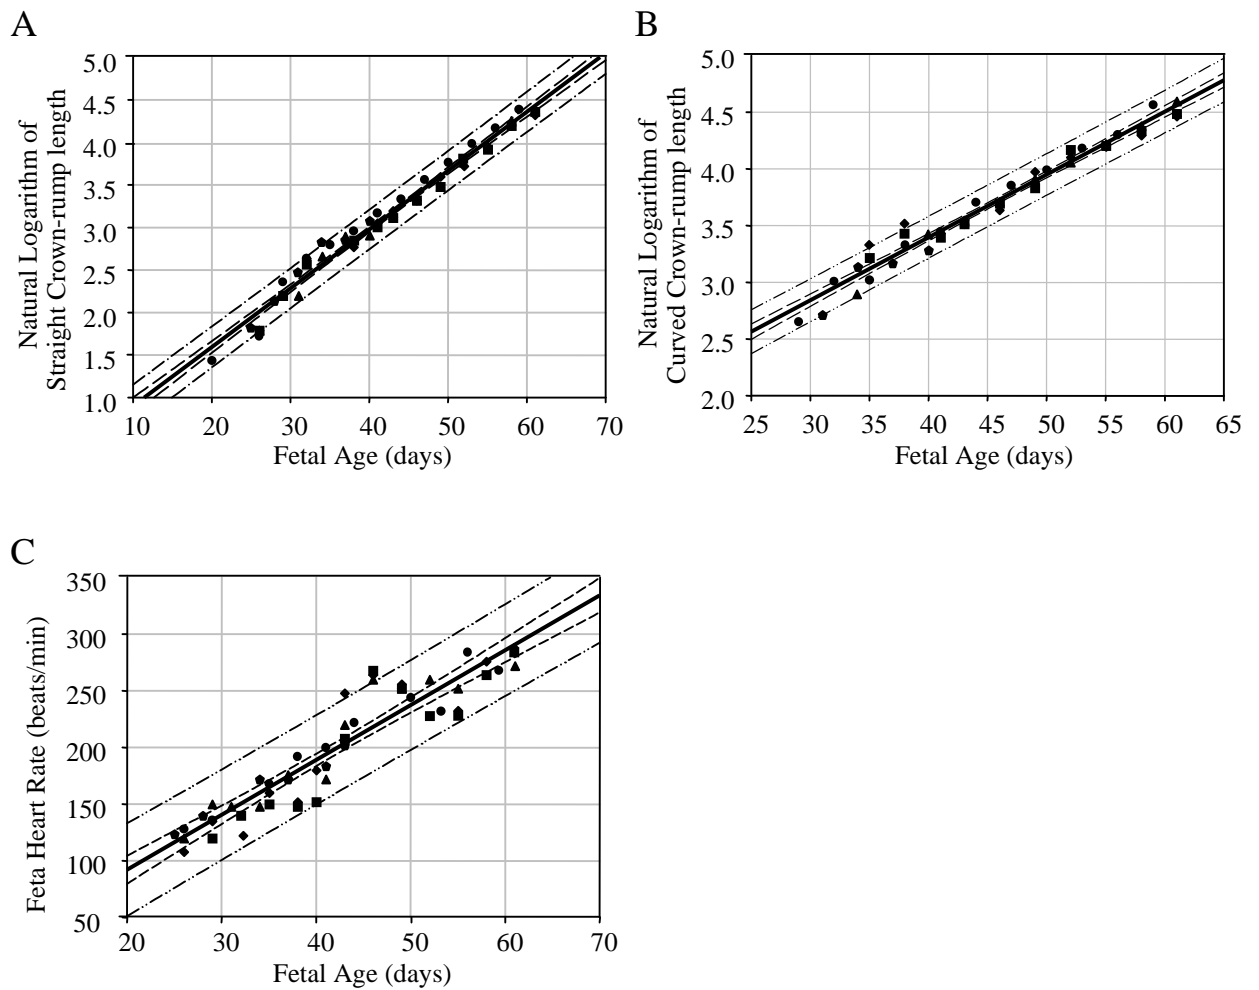 A
Natural Logarithm of
Straight Crown-rump length
5.0
4.5
4.0
3.5
3.0
2.5
2.0
1.5
1.0
10 20 30 40 50 60 70
Fetal Age (days)
B
Natural Logarithm of
Curved Crown-rump length
5.0
4.5
4.0
3.5
3.0
2.5
2.0
25 30 35 40 45 50 55 60 65
Fetal Age (days)
C
Feta Heart Rate (beats/min)
350
300
250
200
150
100
50
20 30 40 50 60 70
Fetal Age (days)